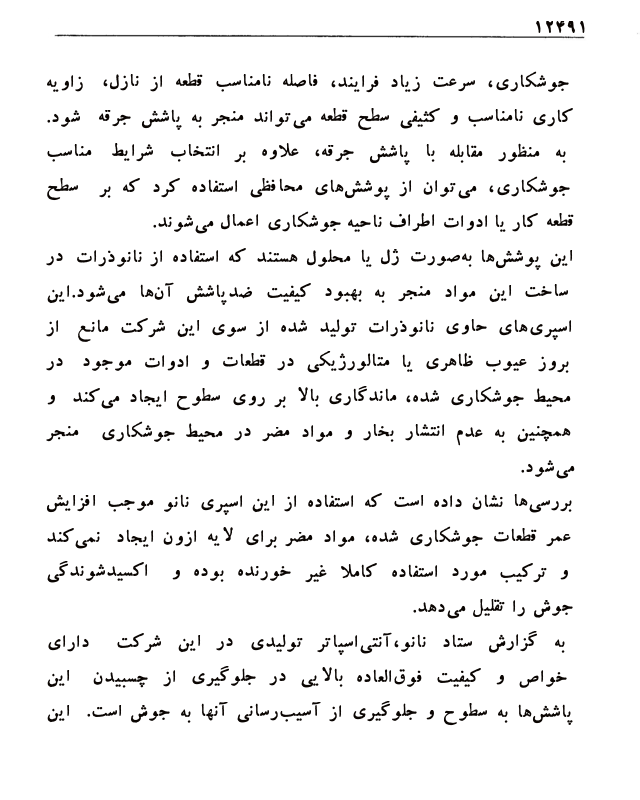 ۱۲۴۹۱
جوشکاری، سرعت زیاد فرایند، فاصله نامناسب قطعه از نازل، زاویه
کاری نامناسب و کثیفی سطح قطعه می‌تواند منجر به پاشش جرقه شود.
به منظور مقابله با پاشش جرقه، علاوه بر انتخاب شرایط مناسب
جوشکاری، می‌توان از پوشش‌های محافظی استفاده کرد که بر سطح
قطعه کار یا ادوات اطراف ناحیه جوشکاری اعمال می‌شوند.
این پوشش‌ها به‌صورت ژل یا محلول هستند که استفاده از نانوذرات در
ساخت این مواد منجر به بهبود کیفیت ضدپاشش آن‌ها می‌شود.این
اسپری‌های حاوی نانوذرات تولید شده از سوی این شرکت مانع از
بروز عیوب ظاهری یا متالورژیکی در قطعات و ادوات موجود در
محیط جوشکاری شده، ماندگاری بالا بر روی سطوح ایجاد می‌کند و
همچنین به عدم انتشار بخار و مواد مضر در محیط جوشکاری منجر
می‌شود.
بررسی‌ها نشان داده است که استفاده از این اسپری نانو موجب افزایش
عمر قطعات جوشکاری شده، مواد مضر برای لایه ازون ایجاد نمی‌کند
و ترکیب مورد استفاده کاملا غیر خورنده بوده و اکسیدشوندگی
جوش را تقلیل می‌دهد.
به گزارش ستاد نانو،آنتی‌اسپاتر تولیدی در این شرکت دارای
خواص و کیفیت فوق‌العاده بالایی در جلوگیری از چسبیدن این
پاشش‌ها به سطوح و جلوگیری از آسیب‌رسانی آنها به جوش است. این